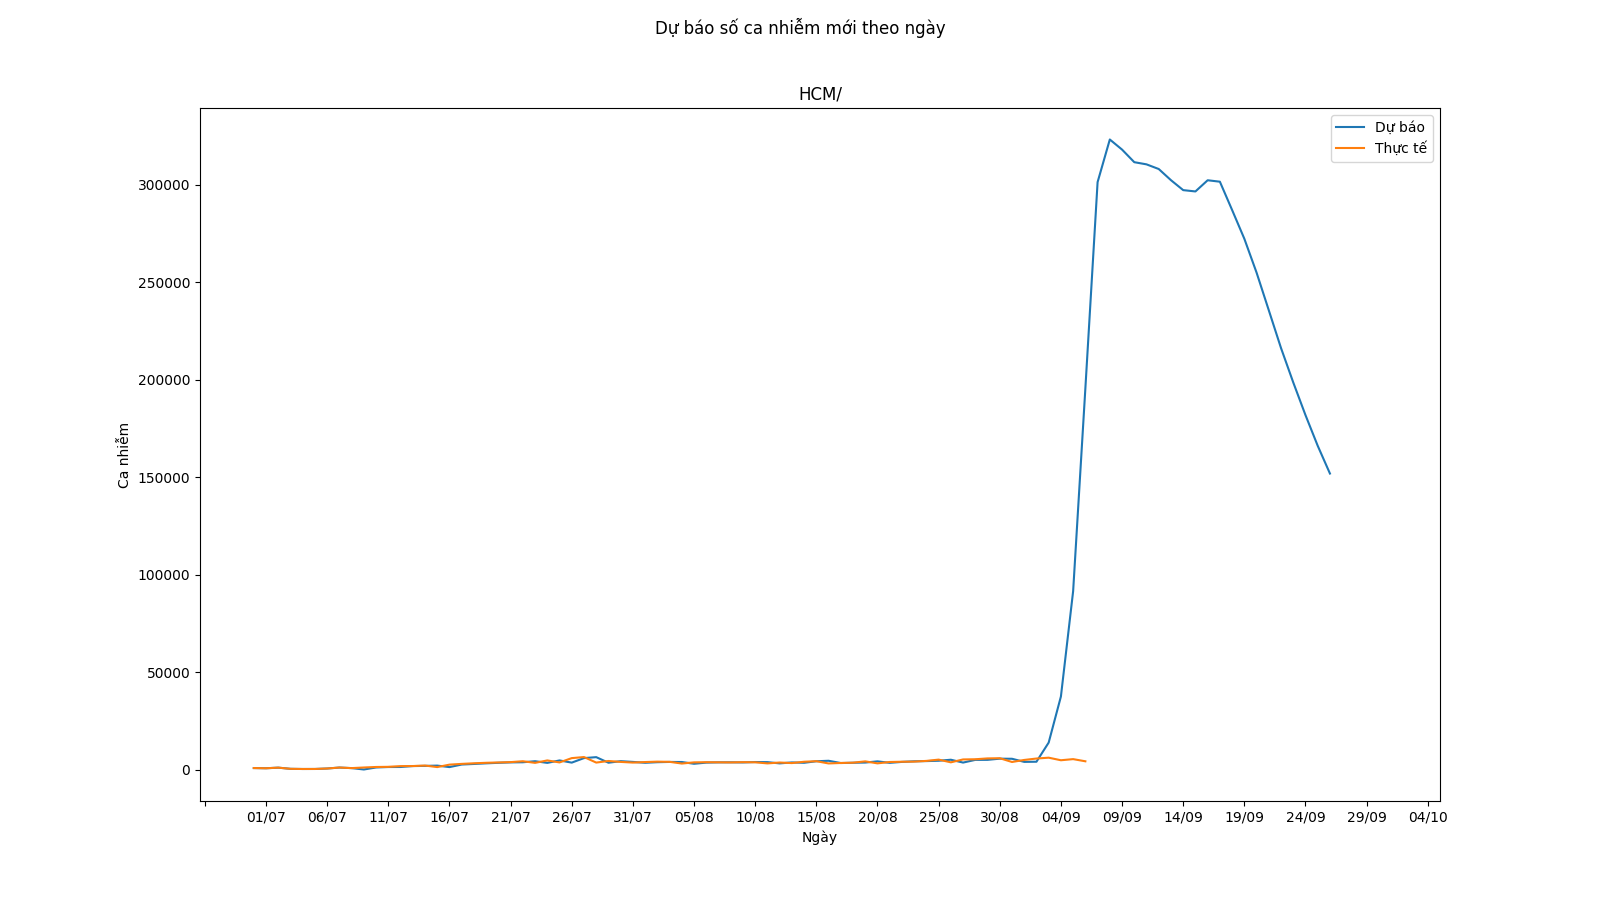 Dự báo số ca nhiễm mới theo ngày
HCM/
Dự báo
Thực tế
300000
250000
200000
150000
100000
50000
0
Ca nhiễm
01/07 06/07 11/07 16/07 21/07 26/07 31/07 05/08 10/08 15/08 20/08 25/08 30/08 04/09 09/09 14/09 19/09 24/09 29/09 04/10
Ngày